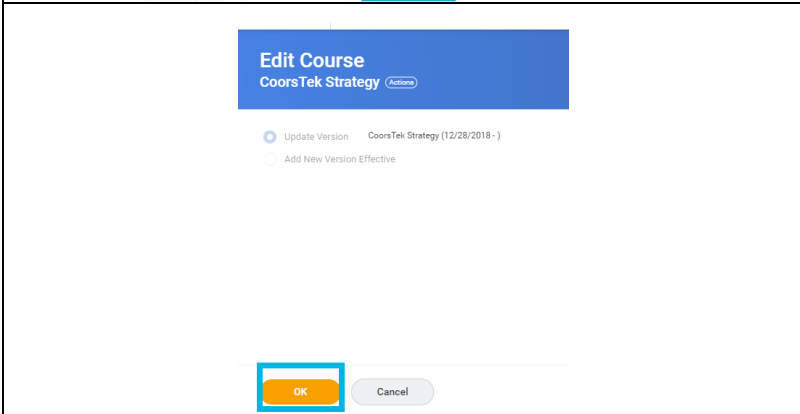 Edit Course
CoorsTek Strategy Actions
Update Version CoorsTek Strategy (12/28/2018 - )
Add New Version Effective
OK Cancel